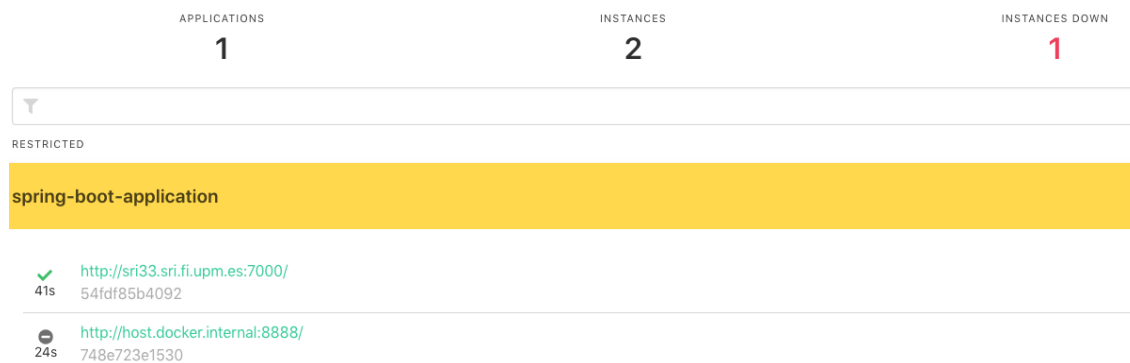 APPLICATIONS
1
INSTANCES
2
INSTANCES DOWN
1
RESTRICTED
spring-boot-application
http://sri33.sri.fi.upm.es:7000/
41s
54fdf85b4092
http://host.docker.internal:8888/
24s
748e723e1530